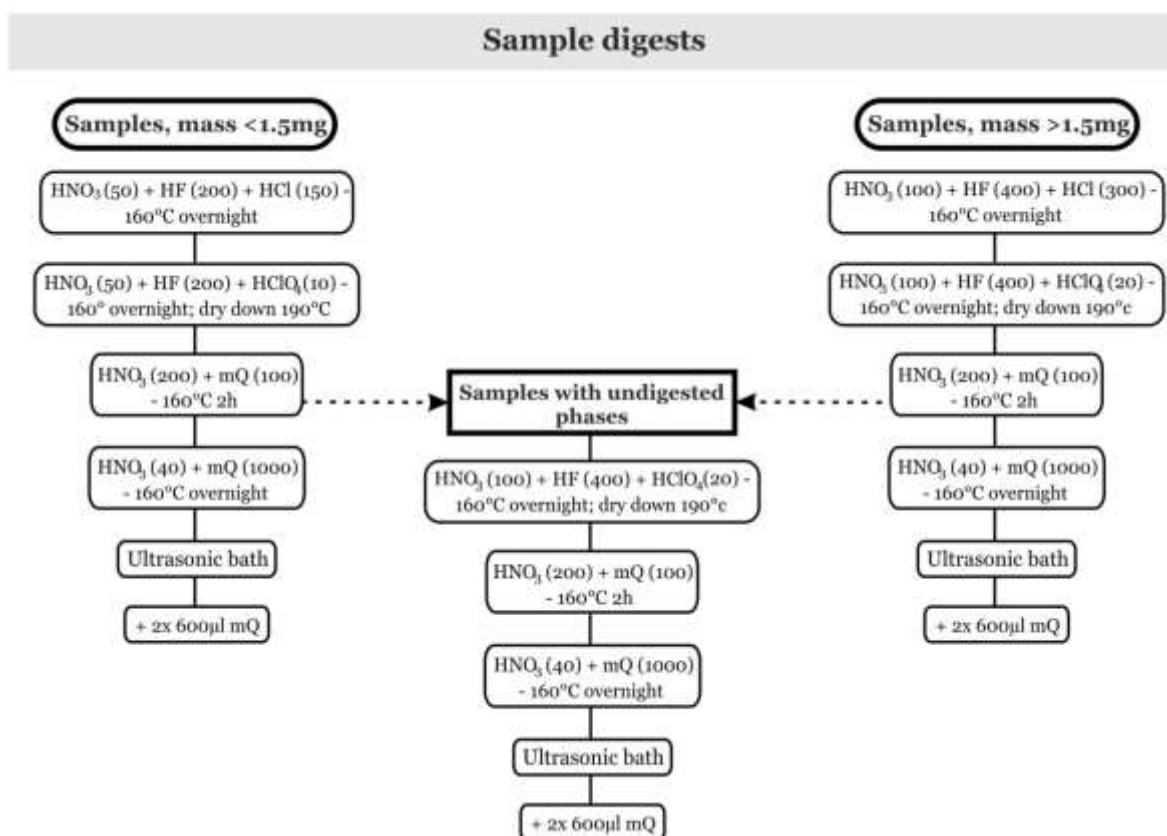 Sample digests
Samples, mass <1.5mg
HNO₃ (50) + HF (200) + HCl (150) -
160°C overnight
HNO₃ (50) + HF (200) + HClO₄ (10) -
160° overnight; dry down 190°C
HNO₃ (200) + mQ (100)
- 160°C 2h
HNO₃ (40) + mQ (1000)
- 160°C overnight
Ultrasonic bath
+ 2x 600µl mQ
Samples with undigested
phases
HNO₃ (100) + HF (400) + HClO₄(20) -
160°C overnight; dry down 190°c
HNO₃ (200) + mQ (100)
- 160°C 2h
HNO₃ (40) + mQ (1000)
- 160°C overnight
Ultrasonic bath
+ 2x 600µl mQ
Samples, mass >1.5mg
HNO₃ (100) + HF (400) + HCl (300) -
160°C overnight
HNO₃ (100) + HF (400) + HClO₄ (20) -
160°C overnight; dry down 190°c
HNO₃ (200) + mQ (100)
- 160°C 2h
HNO₃ (40) + mQ (1000)
- 160°C overnight
Ultrasonic bath
+ 2x 600µl mQ